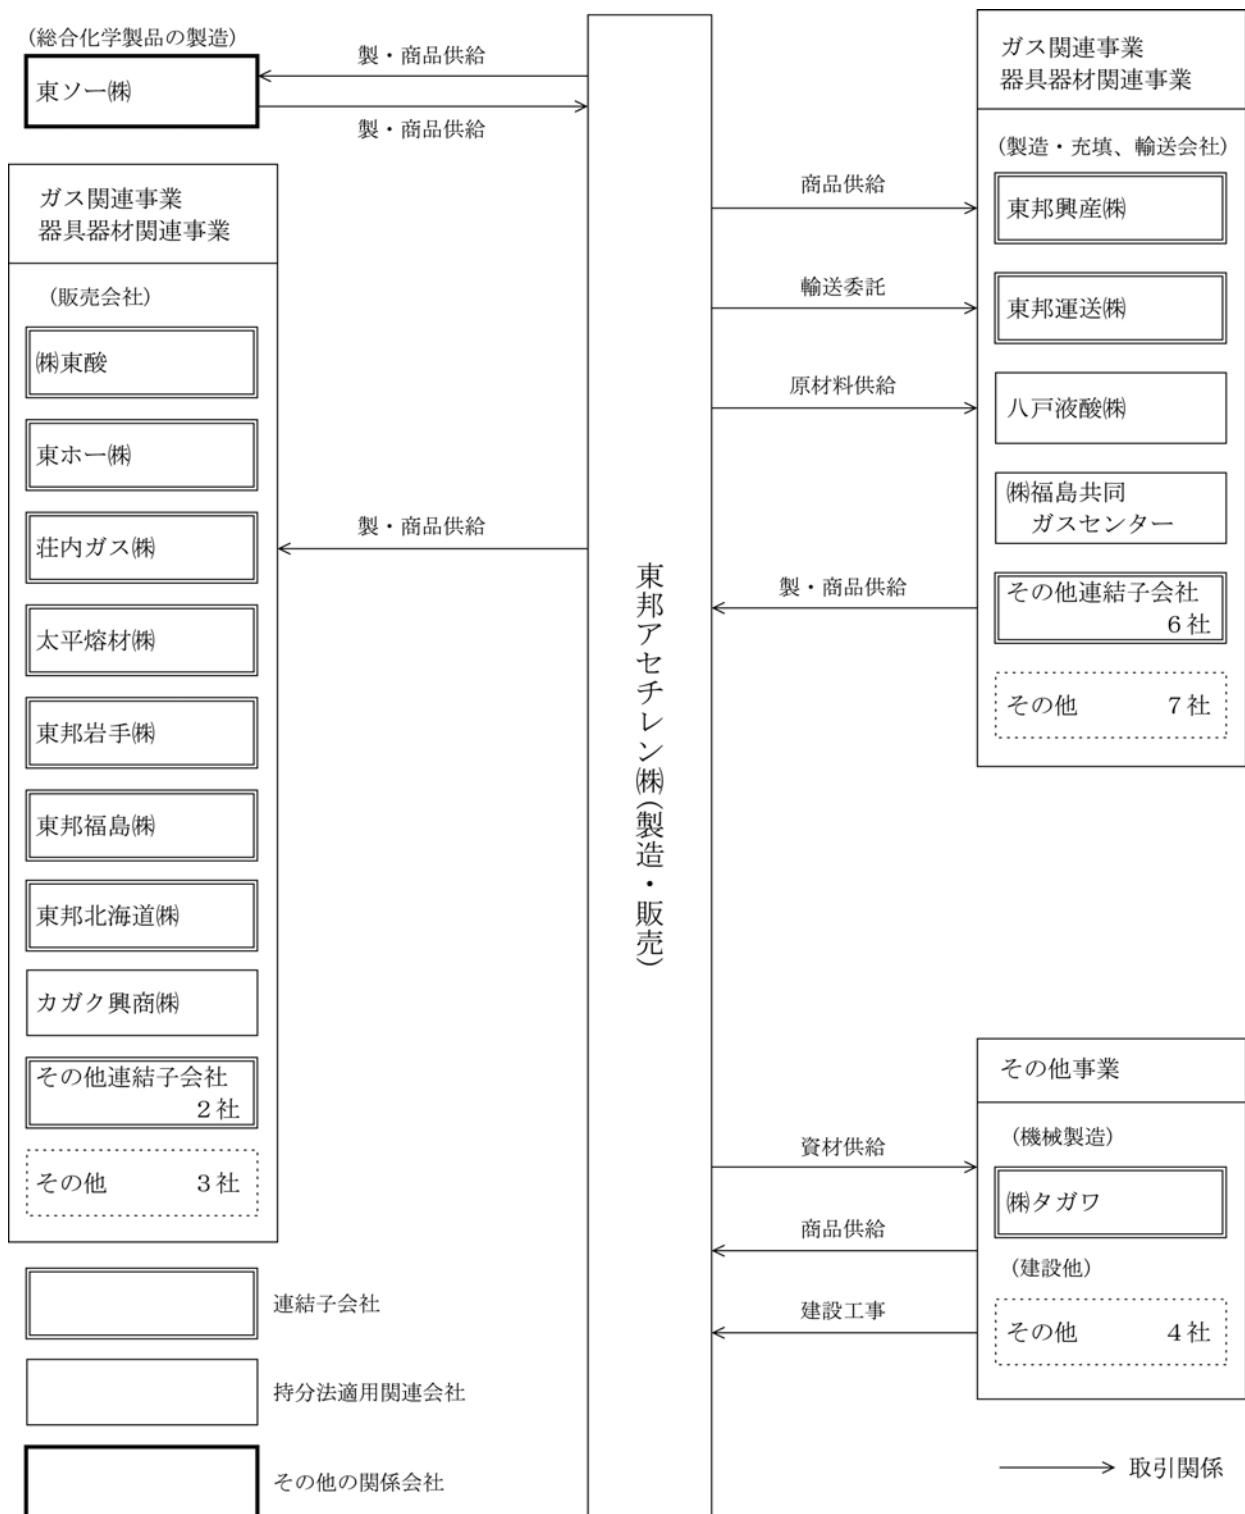 (総合化学製品の製造)
東ソー㈱
製・商品供給
製・商品供給
ガス関連事業
器具器材関連事業
(販売会社)
㈱東酸
東ホー㈱
荘内ガス㈱
太平熔材㈱
東邦岩手㈱
東邦福島㈱
東邦北海道㈱
カガク興商㈱
その他連結子会社
2社
その他 3社
製・商品供給
東邦アセチレン㈱(製造・販売)
ガス関連事業
器具器材関連事業
(製造・充填、輸送会社)
商品供給
東邦興産㈱
輸送委託
東邦運送㈱
原材料供給
八戸液酸㈱
㈱福島共同
ガスセンター
製・商品供給
その他連結子会社
6社
その他 7社
その他事業
(機械製造)
資材供給
㈱タガワ
商品供給
(建設他)
建設工事
その他 4社
連結子会社
持分法適用関連会社
その他の関係会社
取引関係